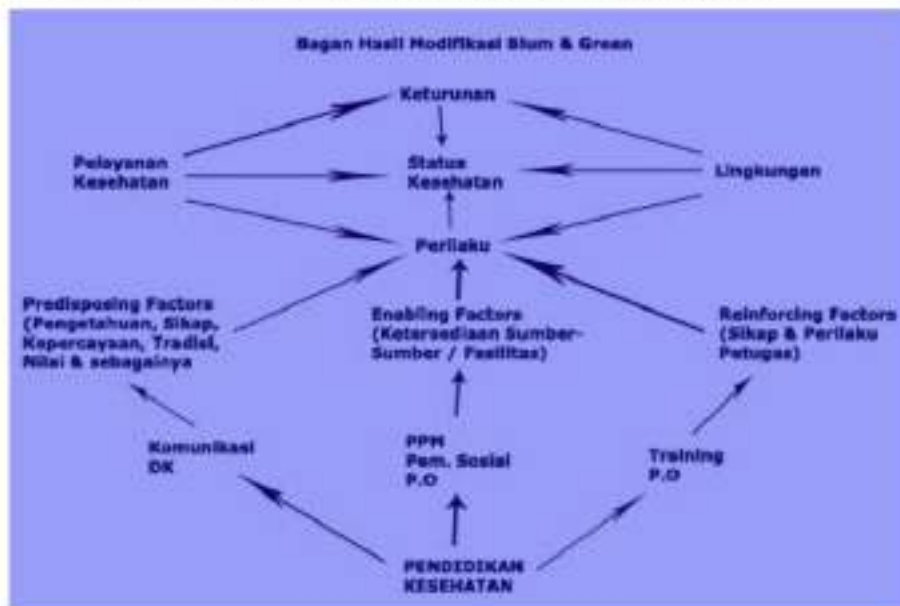 Bagan Hasil Modifikasi Blum & Green
Keturunan
Pelayanan
Kesehatan
Status
Kesehatan
Lingkungan
Perilaku
Predisposing Factors
(Pengetahuan, Sikap,
Kepercayaan, Tradisi,
Nilai & sebagainya
Enabling Factors
(Ketersediaan Sumber-
Sumber / Fasilitas)
Reinforcing Factors
(Sikap & Perilaku
Petugas)
Komunikasi
DK
PPM
Pem. Sosial
P.O
Training
P.O
PENDIDIKAN
KESEHATAN